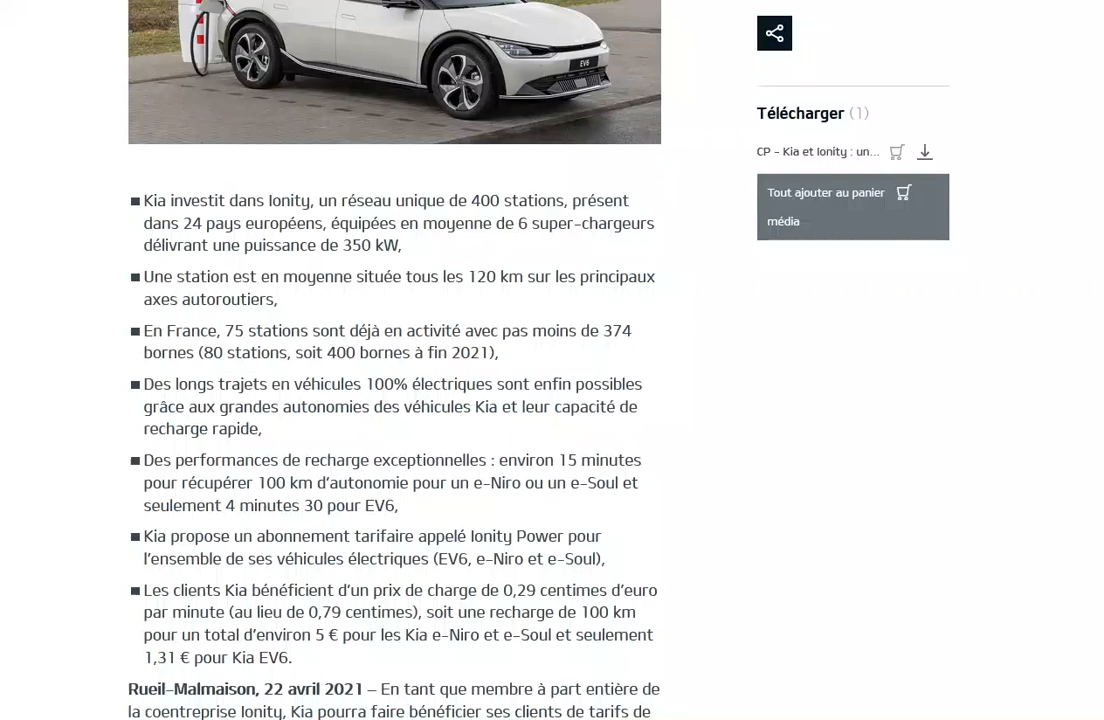 EV6
Télécharger (1)
CP - Kia et Ionity : un...
Tout ajouter au panier
média
■ Kia investit dans Ionity, un réseau unique de 400 stations, présent
dans 24 pays européens, équipées en moyenne de 6 super-chargeurs
délivrant une puissance de 350 kW,
■ Une station est en moyenne située tous les 120 km sur les principaux
axes autoroutiers,
■ En France, 75 stations sont déjà en activité avec pas moins de 374
bornes (80 stations, soit 400 bornes à fin 2021),
■ Des longs trajets en véhicules 100% électriques sont enfin possibles
grâce aux grandes autonomies des véhicules Kia et leur capacité de
recharge rapide,
■ Des performances de recharge exceptionnelles : environ 15 minutes
pour récupérer 100 km d'autonomie pour un e-Niro ou un e-Soul et
seulement 4 minutes 30 pour EV6,
■ Kia propose un abonnement tarifaire appelé Ionity Power pour
l'ensemble de ses véhicules électriques (EV6, e-Niro et e-Soul),
■ Les clients Kia bénéficient d'un prix de charge de 0,29 centimes d'euro
par minute (au lieu de 0,79 centimes), soit une recharge de 100 km
pour un total d'environ 5 € pour les Kia e-Niro et e-Soul et seulement
1,31 € pour Kia EV6.
Rueil-Malmaison, 22 avril 2021 – En tant que membre à part entière de
la coentreprise Ionity, Kia pourra faire bénéficier ses clients de tarifs de